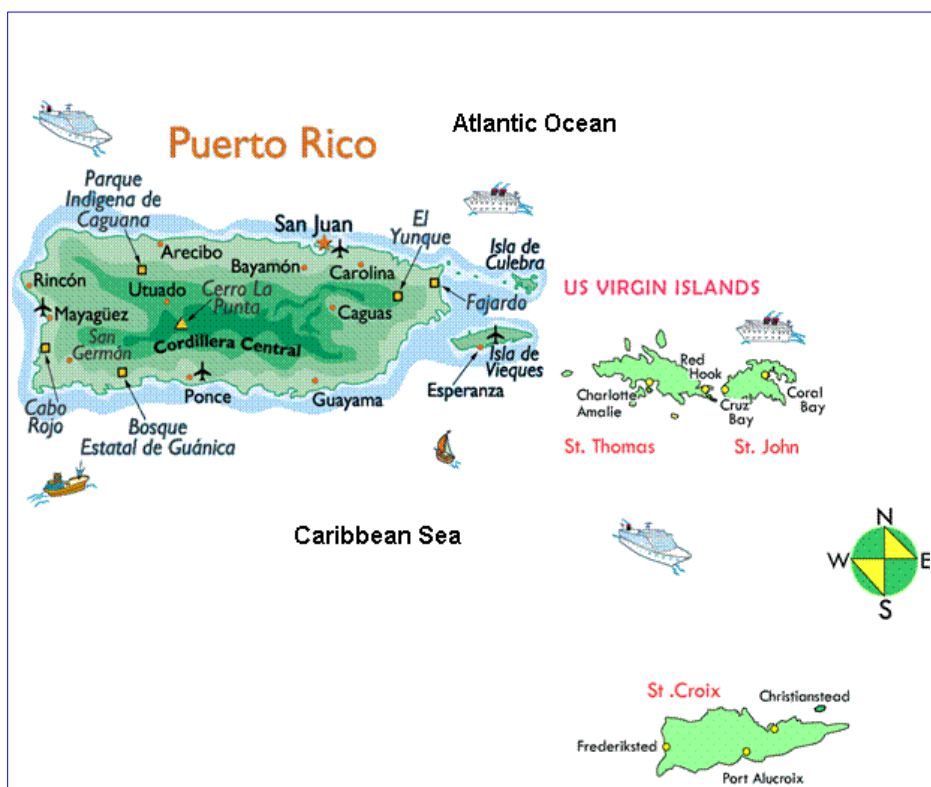 Atlantic Ocean
Puerto Rico
Parque
Indigena de
Caguana
San Juan
El
Yunque
Isla de
Culebra
Arecibo
Bayamón
Carolina
Rincón
Utuado
Cerro La
Punta
Caguas
Fajardo
US VIRGIN ISLANDS
Mayagüez
San
Germán
Cordillera Central
Isla de
Vieques
Esperanza
Ponce
Guayama
Cabo
Rojo
Bosque
Estatal de Guánica
Red
Hook
Charlotte
Amalie
Cruz
Bay
Coral
Bay
St. Thomas
St. John
Caribbean Sea
N
W
E
S
St .Croix
Christianstead
Frederiksted
Port Alucroix